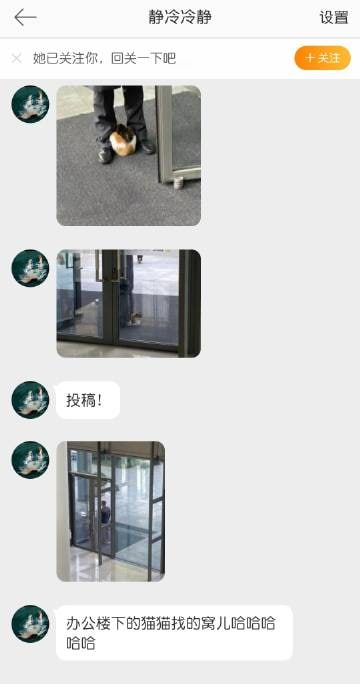 静冷冷静
设置
她已关注你，回关一下吧
+关注
投稿！
办公楼下的猫猫找的窝儿哈哈哈
哈哈